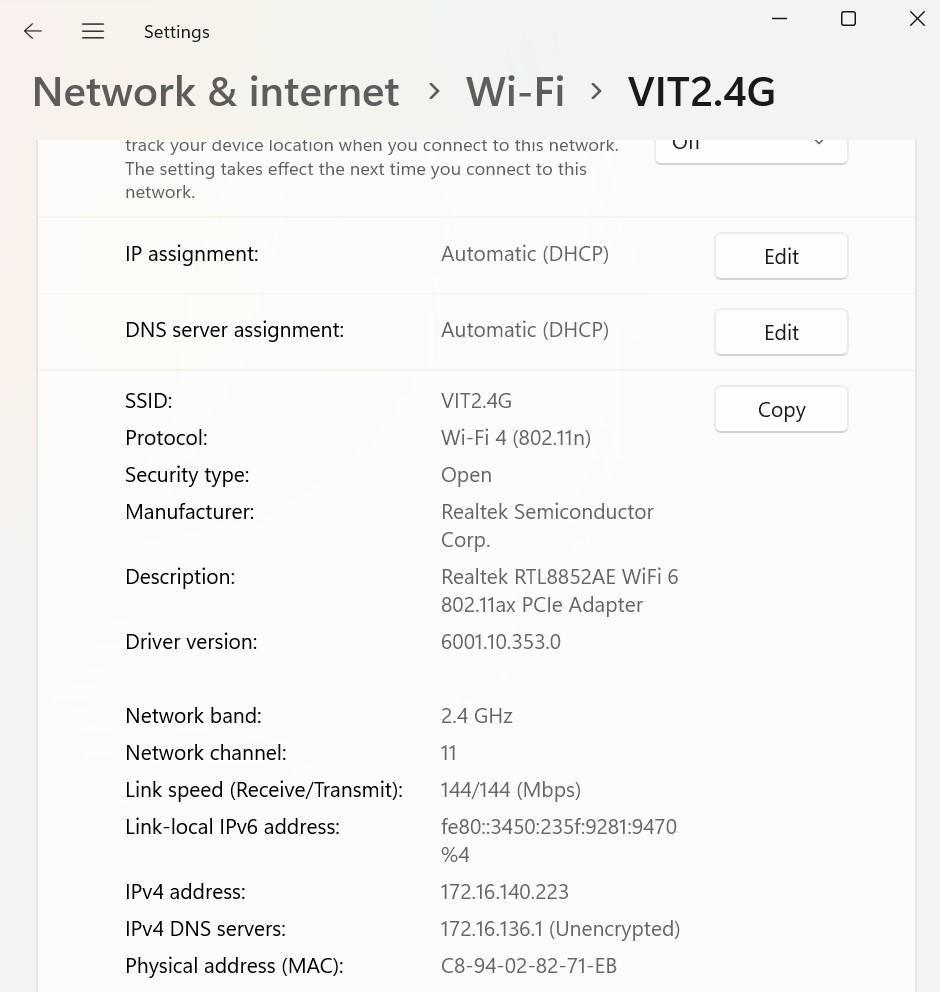 Settings
Network & internet > Wi-Fi > VIT2.4G
track your device location when you connect to this network.
The setting takes effect the next time you connect to this
network.
Off
IP assignment:
Automatic (DHCP)
Edit
DNS server assignment:
Automatic (DHCP)
Edit
SSID:
VIT2.4G
Copy
Protocol:
Wi-Fi 4 (802.11n)
Security type:
Open
Manufacturer:
Realtek Semiconductor
Corp.
Description:
Realtek RTL8852AE WiFi 6
802.11ax PCIe Adapter
Driver version:
6001.10.353.0
Network band:
2.4 GHz
Network channel:
11
Link speed (Receive/Transmit):
144/144 (Mbps)
Link-local IPv6 address:
fe80::3450:235f:9281:9470
%4
IPv4 address:
172.16.140.223
IPv4 DNS servers:
172.16.136.1 (Unencrypted)
Physical address (MAC):
C8-94-02-82-71-EB